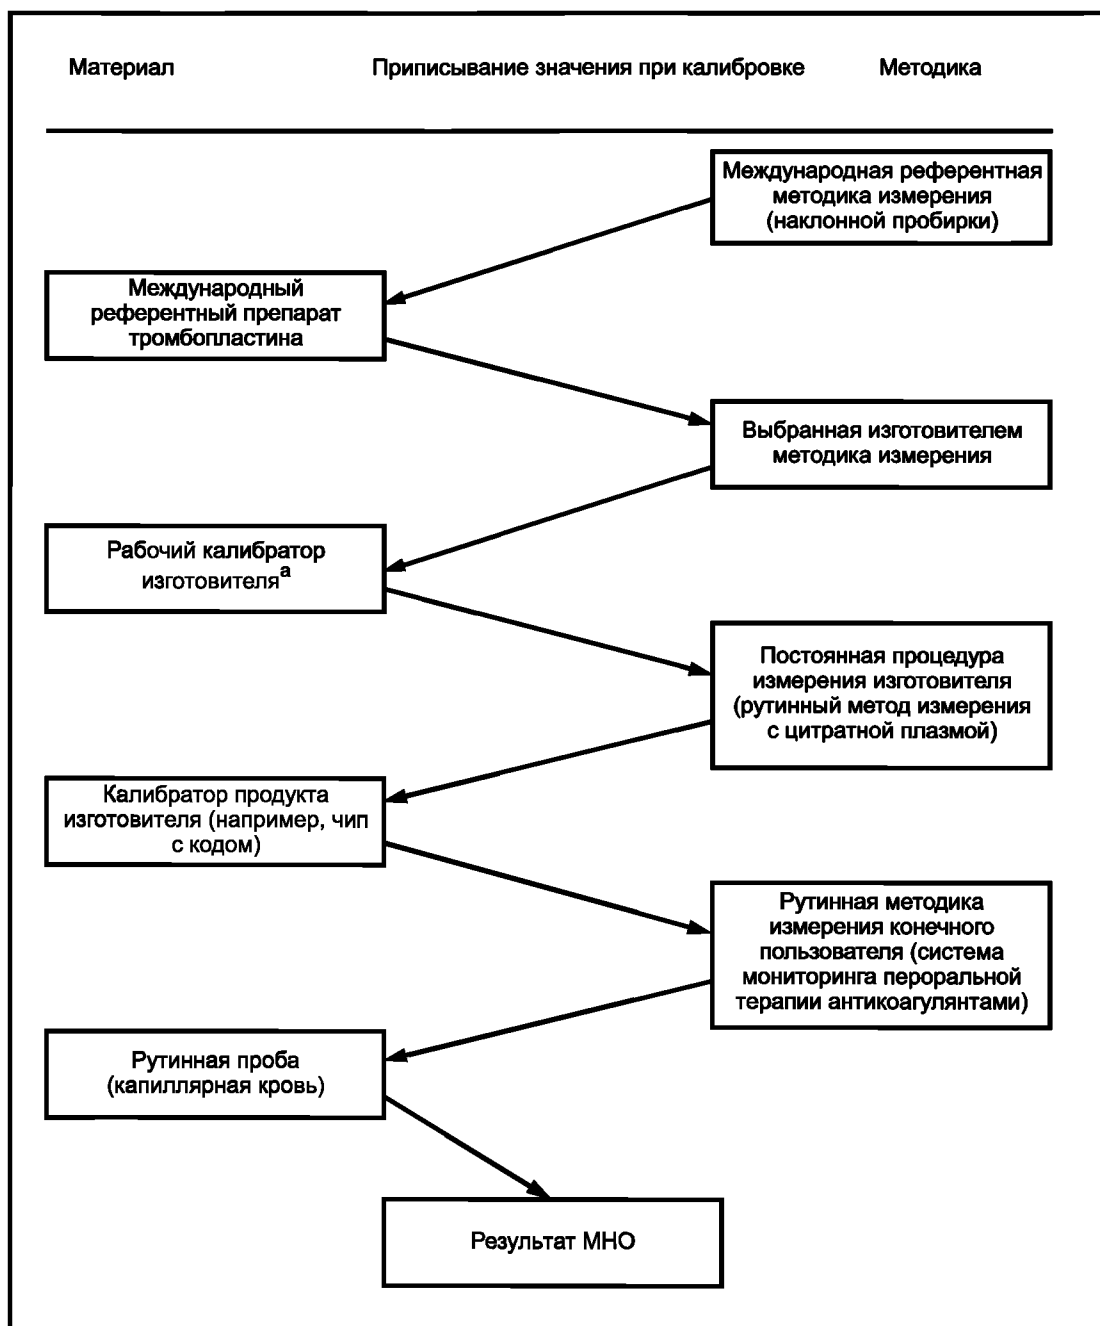 Материал
Приписывание значения при калибровке
Методика
Международная референтная
методика измерения
(наклонной пробирки)
Международный
референтный препарат
тромбопластина
Выбранная изготовителем
методика измерения
Рабочий калибратор
изготовителяa
Постоянная процедура
измерения изготовителя
(рутинный метод измерения
с цитратной плазмой)
Калибратор продукта
изготовителя (например, чип
с кодом)
Рутинная методика
измерения конечного
пользователя (система
мониторинга пероральной
терапии антикоагулянтами)
Рутинная проба
(капиллярная кровь)
Результат МНО